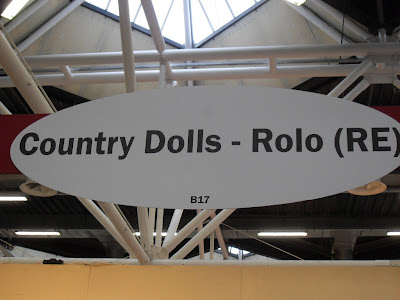 Country Dolls - Rolo (RE)
B17